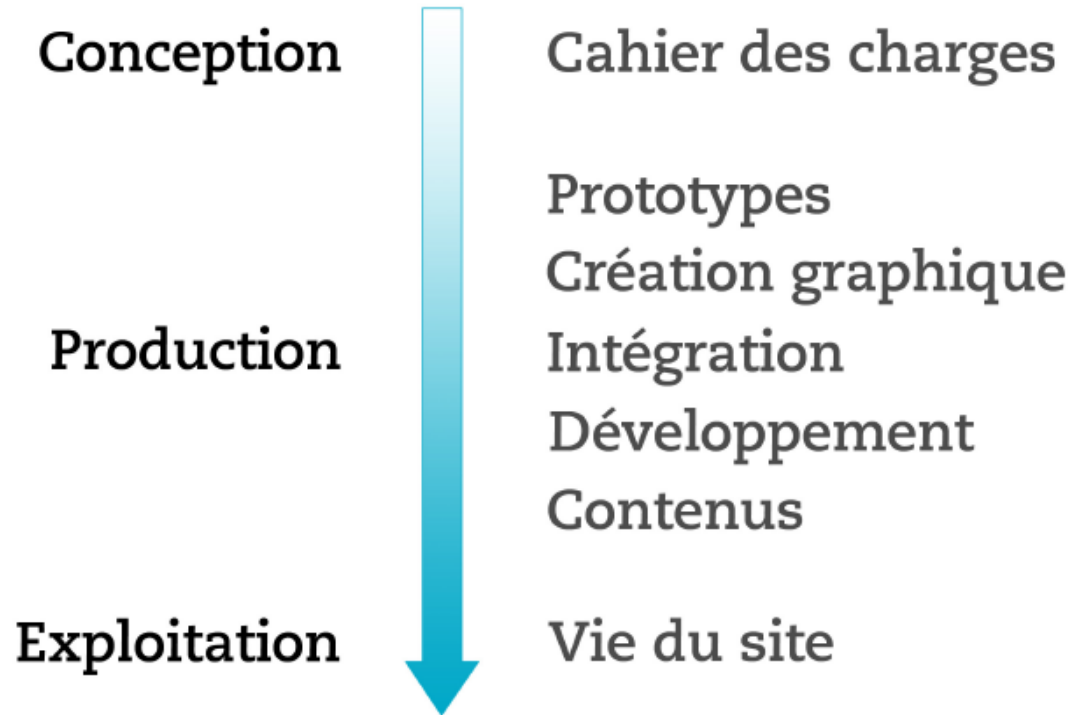 Conception
Cahier des charges
Prototypes
Création graphique
Production
Intégration
Développement
Contenus
Exploitation
Vie du site